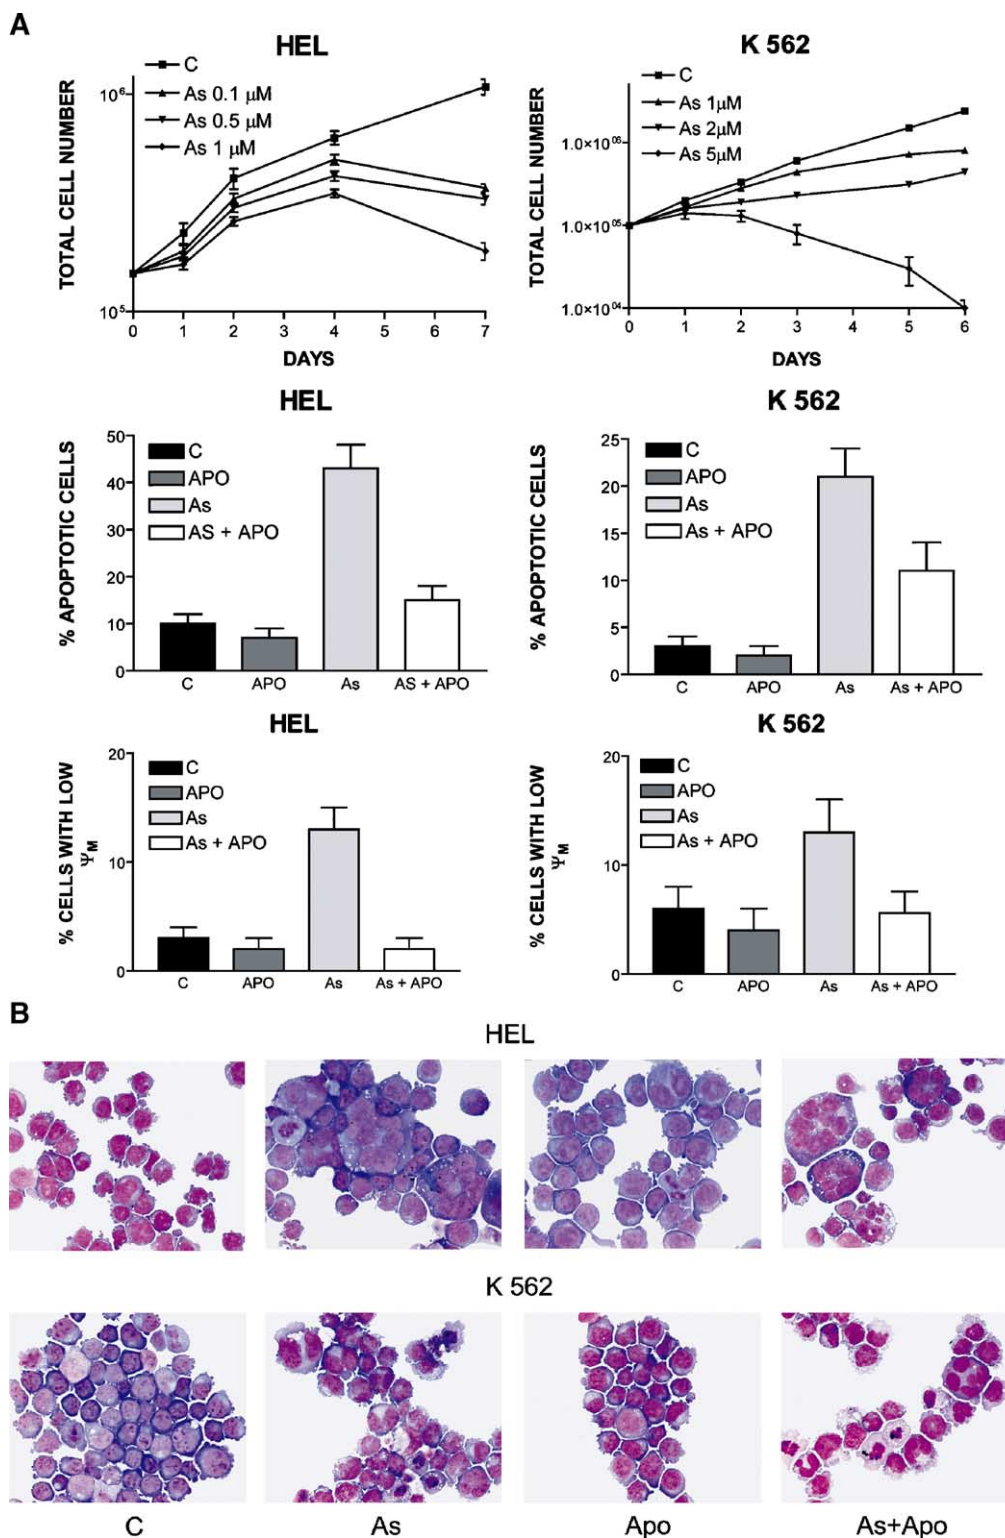 A
HEL
C
As 0.1 μM
As 0.5 μM
As 1 μM
TOTAL CELL NUMBER
10⁶
10⁵
0 1 2 3 4 5 6 7
DAYS
K 562
C
As 1μM
As 2μM
As 5μM
TOTAL CELL NUMBER
1.0×10⁰⁶
1.0×10⁰⁵
1.0×10⁰⁴
0 1 2 3 4 5 6
DAYS
HEL
C
APO
As
AS + APO
% APOPTOTIC CELLS
50
40
30
20
10
0
C APO As AS + APO
K 562
C
APO
As
As + APO
% APOPTOTIC CELLS
25
20
15
10
5
0
C APO As As + APO
HEL
C
APO
As
As + APO
% CELLS WITH LOW
ΨM
20
10
0
C APO As As + APO
K 562
C
APO
As
As + APO
% CELLS WITH LOW
ΨM
20
10
0
C APO As As + APO
B
HEL
K 562
C As Apo As+Apo